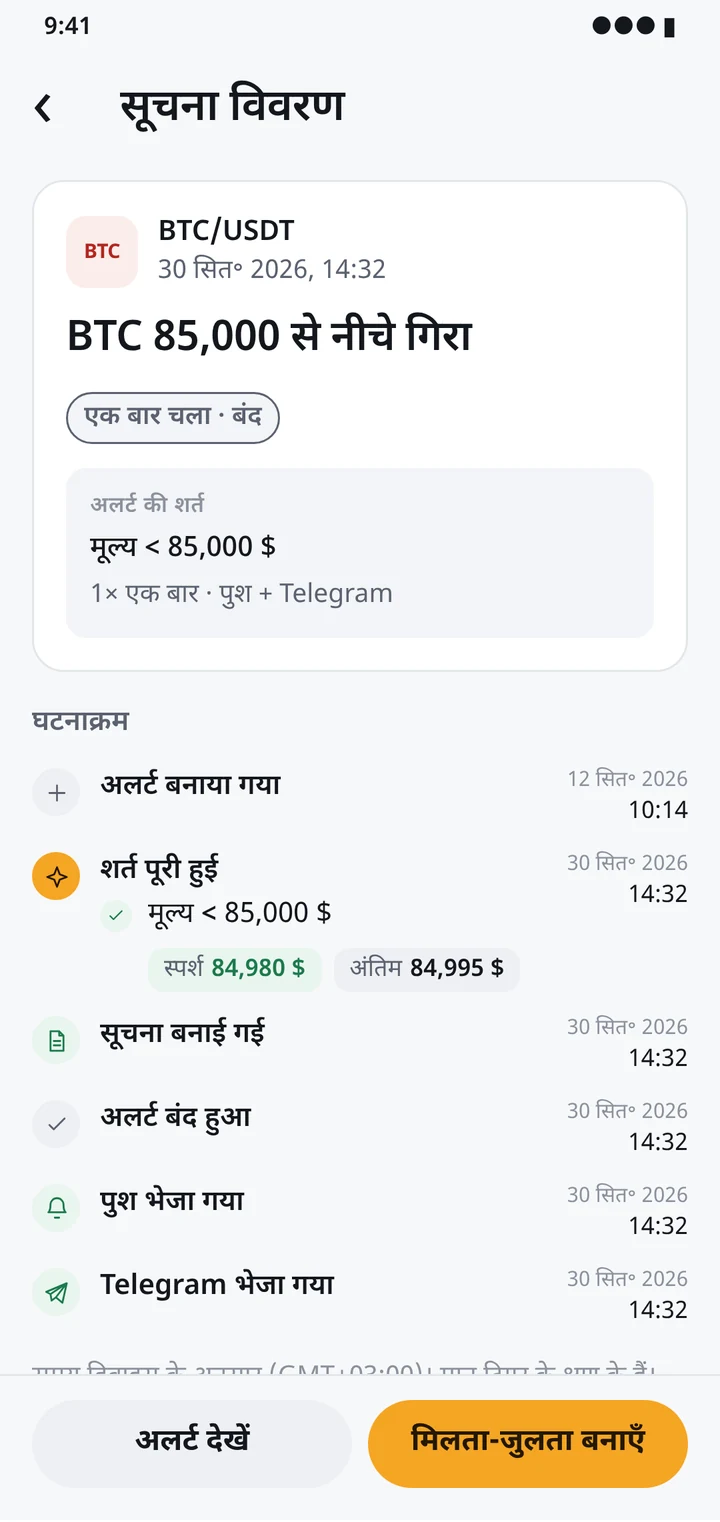 9:41
सूचना विवरण
BTC
BTC/USDT
30 सित॰ 2026, 14:32
BTC 85,000 से नीचे गिरा
एक बार चला · बंद
अलर्ट की शर्त
मूल्य < 85,000 $
1× एक बार · पुश + Telegram
घटनाक्रम
अलर्ट बनाया गया
12 सित॰ 2026
10:14
शर्त पूरी हुई
30 सित॰ 2026
14:32
मूल्य < 85,000 $
स्पर्श 84,980 $
अंतिम 84,995 $
सूचना बनाई गई
30 सित॰ 2026
14:32
अलर्ट बंद हुआ
30 सित॰ 2026
14:32
पुश भेजा गया
30 सित॰ 2026
14:32
Telegram भेजा गया
30 सित॰ 2026
14:32
अलर्ट देखें
मिलता-जुलता बनाएँ